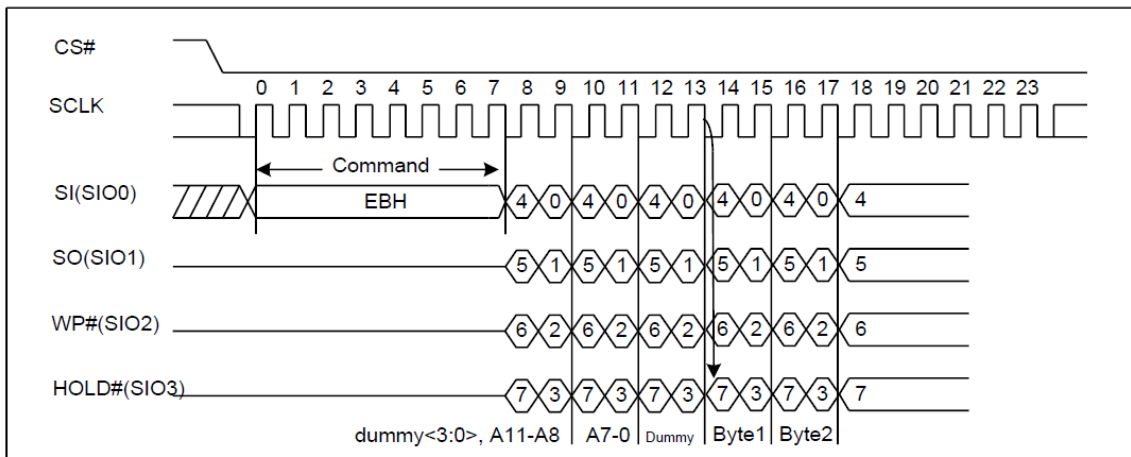 CS#
0 1 2 3 4 5 6 7 8 9 10 11 12 13 14 15 16 17 18 19 20 21 22 23
SCLK
Command
SI(SIO0)
EBH
4 0 4 0 4 0 4 0 4 0 4
SO(SIO1)
5 1 5 1 5 1 5 1 5 1 5
WP#(SIO2)
6 2 6 2 6 2 6 2 6 2 6
HOLD#(SIO3)
7 3 7 3 7 3 7 3 7 3 7
dummy<3:0>, A11-A8 A7-0 Dummy Byte1 Byte2